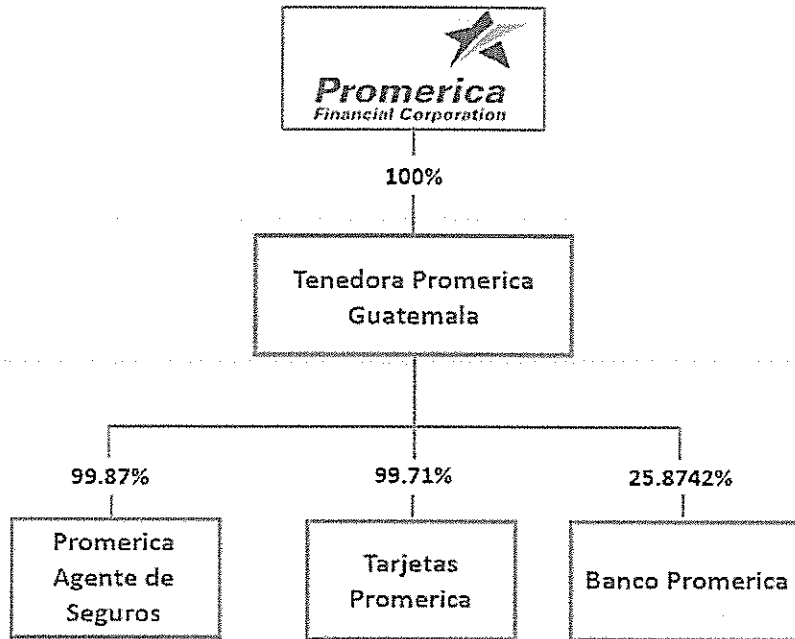 Promerica
Financial Corporation
100%
Tenedora Promerica
Guatemala
99.87%
99.71%
25.8742%
Promerica
Agente de
Seguros
Tarjetas
Promerica
Banco Promerica